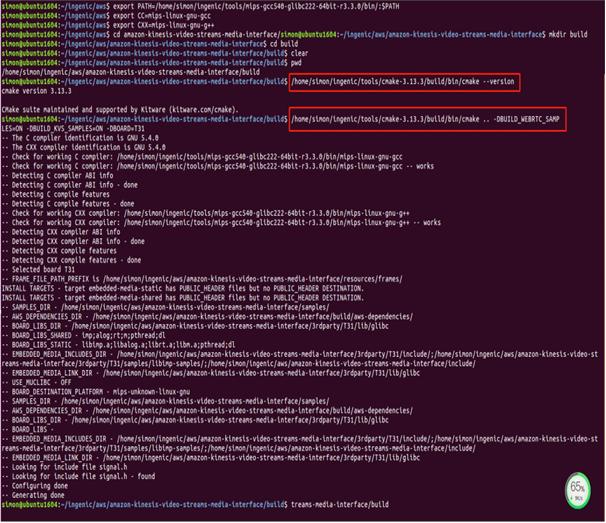 simon@ubuntu1604:~/ingenic/aws$ export PATH=/home/simon/ingenic/tools/mips-gcc540-glibc222-64bit-r3.3.0/bin/:$PATH
simon@ubuntu1604:~/ingenic/aws$ export CC=mips-linux-gnu-gcc
simon@ubuntu1604:~/ingenic/aws$ export CXX=mips-linux-gnu-g++
simon@ubuntu1604:~/ingenic/aws$ cd amazon-kinesis-video-streams-media-interface/simon@ubuntu1604:~/ingenic/aws/amazon-kinesis-video-streams-media-interface$ mkdir build
simon@ubuntu1604:~/ingenic/aws/amazon-kinesis-video-streams-media-interface$ cd build
simon@ubuntu1604:~/ingenic/aws/amazon-kinesis-video-streams-media-interface/build$ clear
simon@ubuntu1604:~/ingenic/aws/amazon-kinesis-video-streams-media-interface/build$ pwd
/home/simon/ingenic/aws/amazon-kinesis-video-streams-media-interface/build
simon@ubuntu1604:~/ingenic/aws/amazon-kinesis-video-streams-media-interface/build$ /home/simon/ingenic/tools/cmake-3.13.3/build/bin/cmake --version
cmake version 3.13.3
CMake suite maintained and supported by Kitware (kitware.com/cmake).
simon@ubuntu1604:~/ingenic/aws/amazon-kinesis-video-streams-media-interface/build$ /home/simon/ingenic/tools/cmake-3.13.3/build/bin/cmake .. -DBUILD_WEBRTC_SAMP
LES=ON -DBUILD_KVS_SAMPLES=ON -DBOARD=T31
-- The C compiler identification is GNU 5.4.0
-- The CXX compiler identification is GNU 5.4.0
-- Check for working C compiler: /home/simon/ingenic/tools/mips-gcc540-glibc222-64bit-r3.3.0/bin/mips-linux-gnu-gcc
-- Check for working C compiler: /home/simon/ingenic/tools/mips-gcc540-glibc222-64bit-r3.3.0/bin/mips-linux-gnu-gcc -- works
-- Detecting C compiler ABI info
-- Detecting C compiler ABI info - done
-- Detecting C compile features
-- Detecting C compile features - done
-- Check for working CXX compiler: /home/simon/ingenic/tools/mips-gcc540-glibc222-64bit-r3.3.0/bin/mips-linux-gnu-g++
-- Check for working CXX compiler: /home/simon/ingenic/tools/mips-gcc540-glibc222-64bit-r3.3.0/bin/mips-linux-gnu-g++ -- works
-- Detecting CXX compiler ABI info
-- Detecting CXX compiler ABI info - done
-- Detecting CXX compile features
-- Detecting CXX compile features - done
-- Selected board T31
-- FRAME_FILE_PATH_PREFIX is /home/simon/ingenic/aws/amazon-kinesis-video-streams-media-interface/resources/frames/
INSTALL TARGETS - target embedded-media-static has PUBLIC_HEADER files but no PUBLIC_HEADER DESTINATION.
INSTALL TARGETS - target embedded-media-shared has PUBLIC_HEADER files but no PUBLIC_HEADER DESTINATION.
-- SAMPLES_DIR - /home/simon/ingenic/aws/amazon-kinesis-video-streams-media-interface/samples/
-- AWS_DEPENDENCIES_DIR - /home/simon/ingenic/aws/amazon-kinesis-video-streams-media-interface/build/aws-dependencies/
-- BOARD_LIBS_DIR - /home/simon/ingenic/aws/amazon-kinesis-video-streams-media-interface/3rdparty/T31/lib/glibc
-- BOARD_LIBS_SHARED - imp;alog;rt;m;pthread;dl
-- BOARD_LIBS_STATIC - libimp.a;libalog.a;librt.a;libm.a;pthread;dl
-- EMBEDDED_MEDIA_INCLUDES_DIR - /home/simon/ingenic/aws/amazon-kinesis-video-streams-media-interface/3rdparty/T31/include/;/home/simon/ingenic/aws/amazon-kinesis-video-st
reams-media-interface/3rdparty/T31/samples/libimp-samples/;/home/simon/ingenic/aws/amazon-kinesis-video-streams-media-interface/include/
-- EMBEDDED_MEDIA_LINK_DIR - /home/simon/ingenic/aws/amazon-kinesis-video-streams-media-interface/3rdparty/T31/lib/glibc
-- USE_MUCLIBC - OFF
-- BOARD_DESTINATION_PLATFORM - mips-unknown-linux-gnu
-- SAMPLES_DIR - /home/simon/ingenic/aws/amazon-kinesis-video-streams-media-interface/samples/
-- AWS_DEPENDENCIES_DIR - /home/simon/ingenic/aws/amazon-kinesis-video-streams-media-interface/build/aws-dependencies/
-- BOARD_LIBS_DIR - /home/simon/ingenic/aws/amazon-kinesis-video-streams-media-interface/3rdparty/T31/lib/glibc
-- BOARD_LIBS -
-- EMBEDDED_MEDIA_INCLUDES_DIR - /home/simon/ingenic/aws/amazon-kinesis-video-streams-media-interface/3rdparty/T31/include/;/home/simon/ingenic/aws/amazon-kinesis-video-st
reams-media-interface/3rdparty/T31/samples/libimp-samples/;/home/simon/ingenic/aws/amazon-kinesis-video-streams-media-interface/include/
-- EMBEDDED_MEDIA_LINK_DIR - /home/simon/ingenic/aws/amazon-kinesis-video-streams-media-interface/3rdparty/T31/lib/glibc
-- Looking for include file signal.h
-- Looking for include file signal.h - found
-- Configuring done
-- Generating done
simon@ubuntu1604:~/ingenic/aws/amazon-kinesis-video-streams-media-interface/build$ treams-media-interface/build
65%